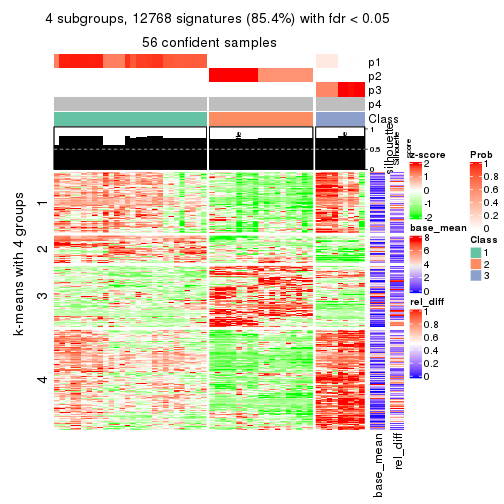 4 subgroups, 12768 signatures (85.4%) with fdr < 0.05
56 confident samples
p1
p2
p3
p4
Class
1
0.5
0
silhouette
Silhouette
score
k-means with 4 groups
1
2
3
4
base_mean
rel_diff
z-score
2
1
0
-1
-2
base_mean
8
6
4
2
0
rel_diff
1
0.8
0.6
0.4
0.2
0
Prob
1
0.8
0.6
0.4
0.2
0
Class
1
2
3